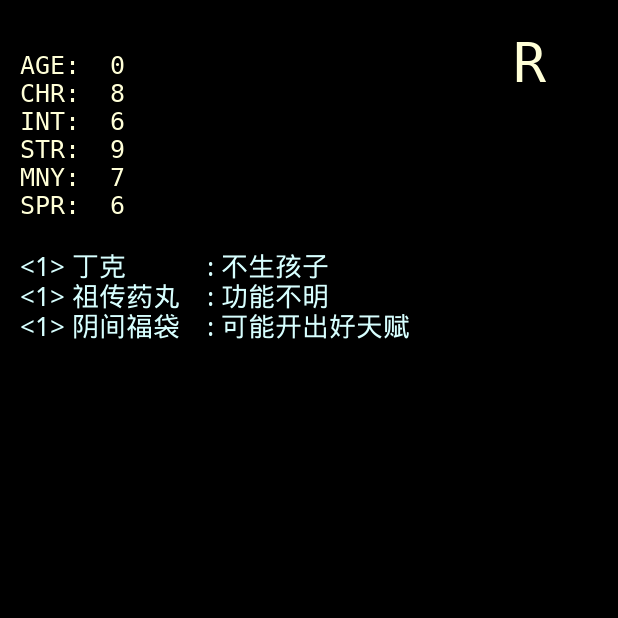 R
AGE: 0
CHR: 8
INT: 6
STR: 9
MNY: 7
SPR: 6
<1> 丁克 : 不生孩子
<1> 祖传药丸 : 功能不明
<1> 阴间福袋 : 可能开出好天赋